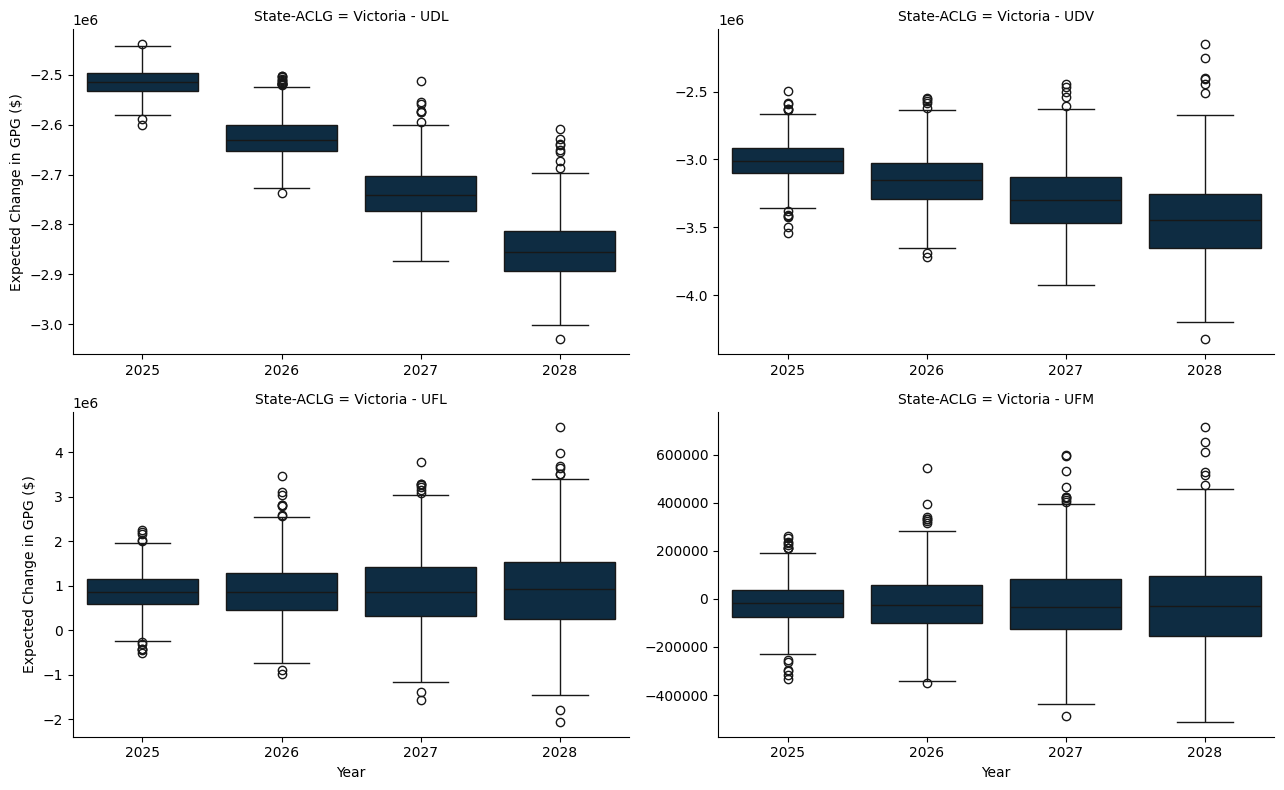 State-ACLG = Victoria - UDL
1e6
Expected Change in GPG ($)
−2.5
−2.6
−2.7
−2.8
−2.9
−3.0
2025 2026 2027 2028
State-ACLG = Victoria - UDV
1e6
−2.5
−3.0
−3.5
−4.0
2025 2026 2027 2028
State-ACLG = Victoria - UFL
1e6
Expected Change in GPG ($)
4
3
2
1
0
−1
−2
2025 2026 2027 2028
Year
State-ACLG = Victoria - UFM
600000
400000
200000
0
−200000
−400000
2025 2026 2027 2028
Year